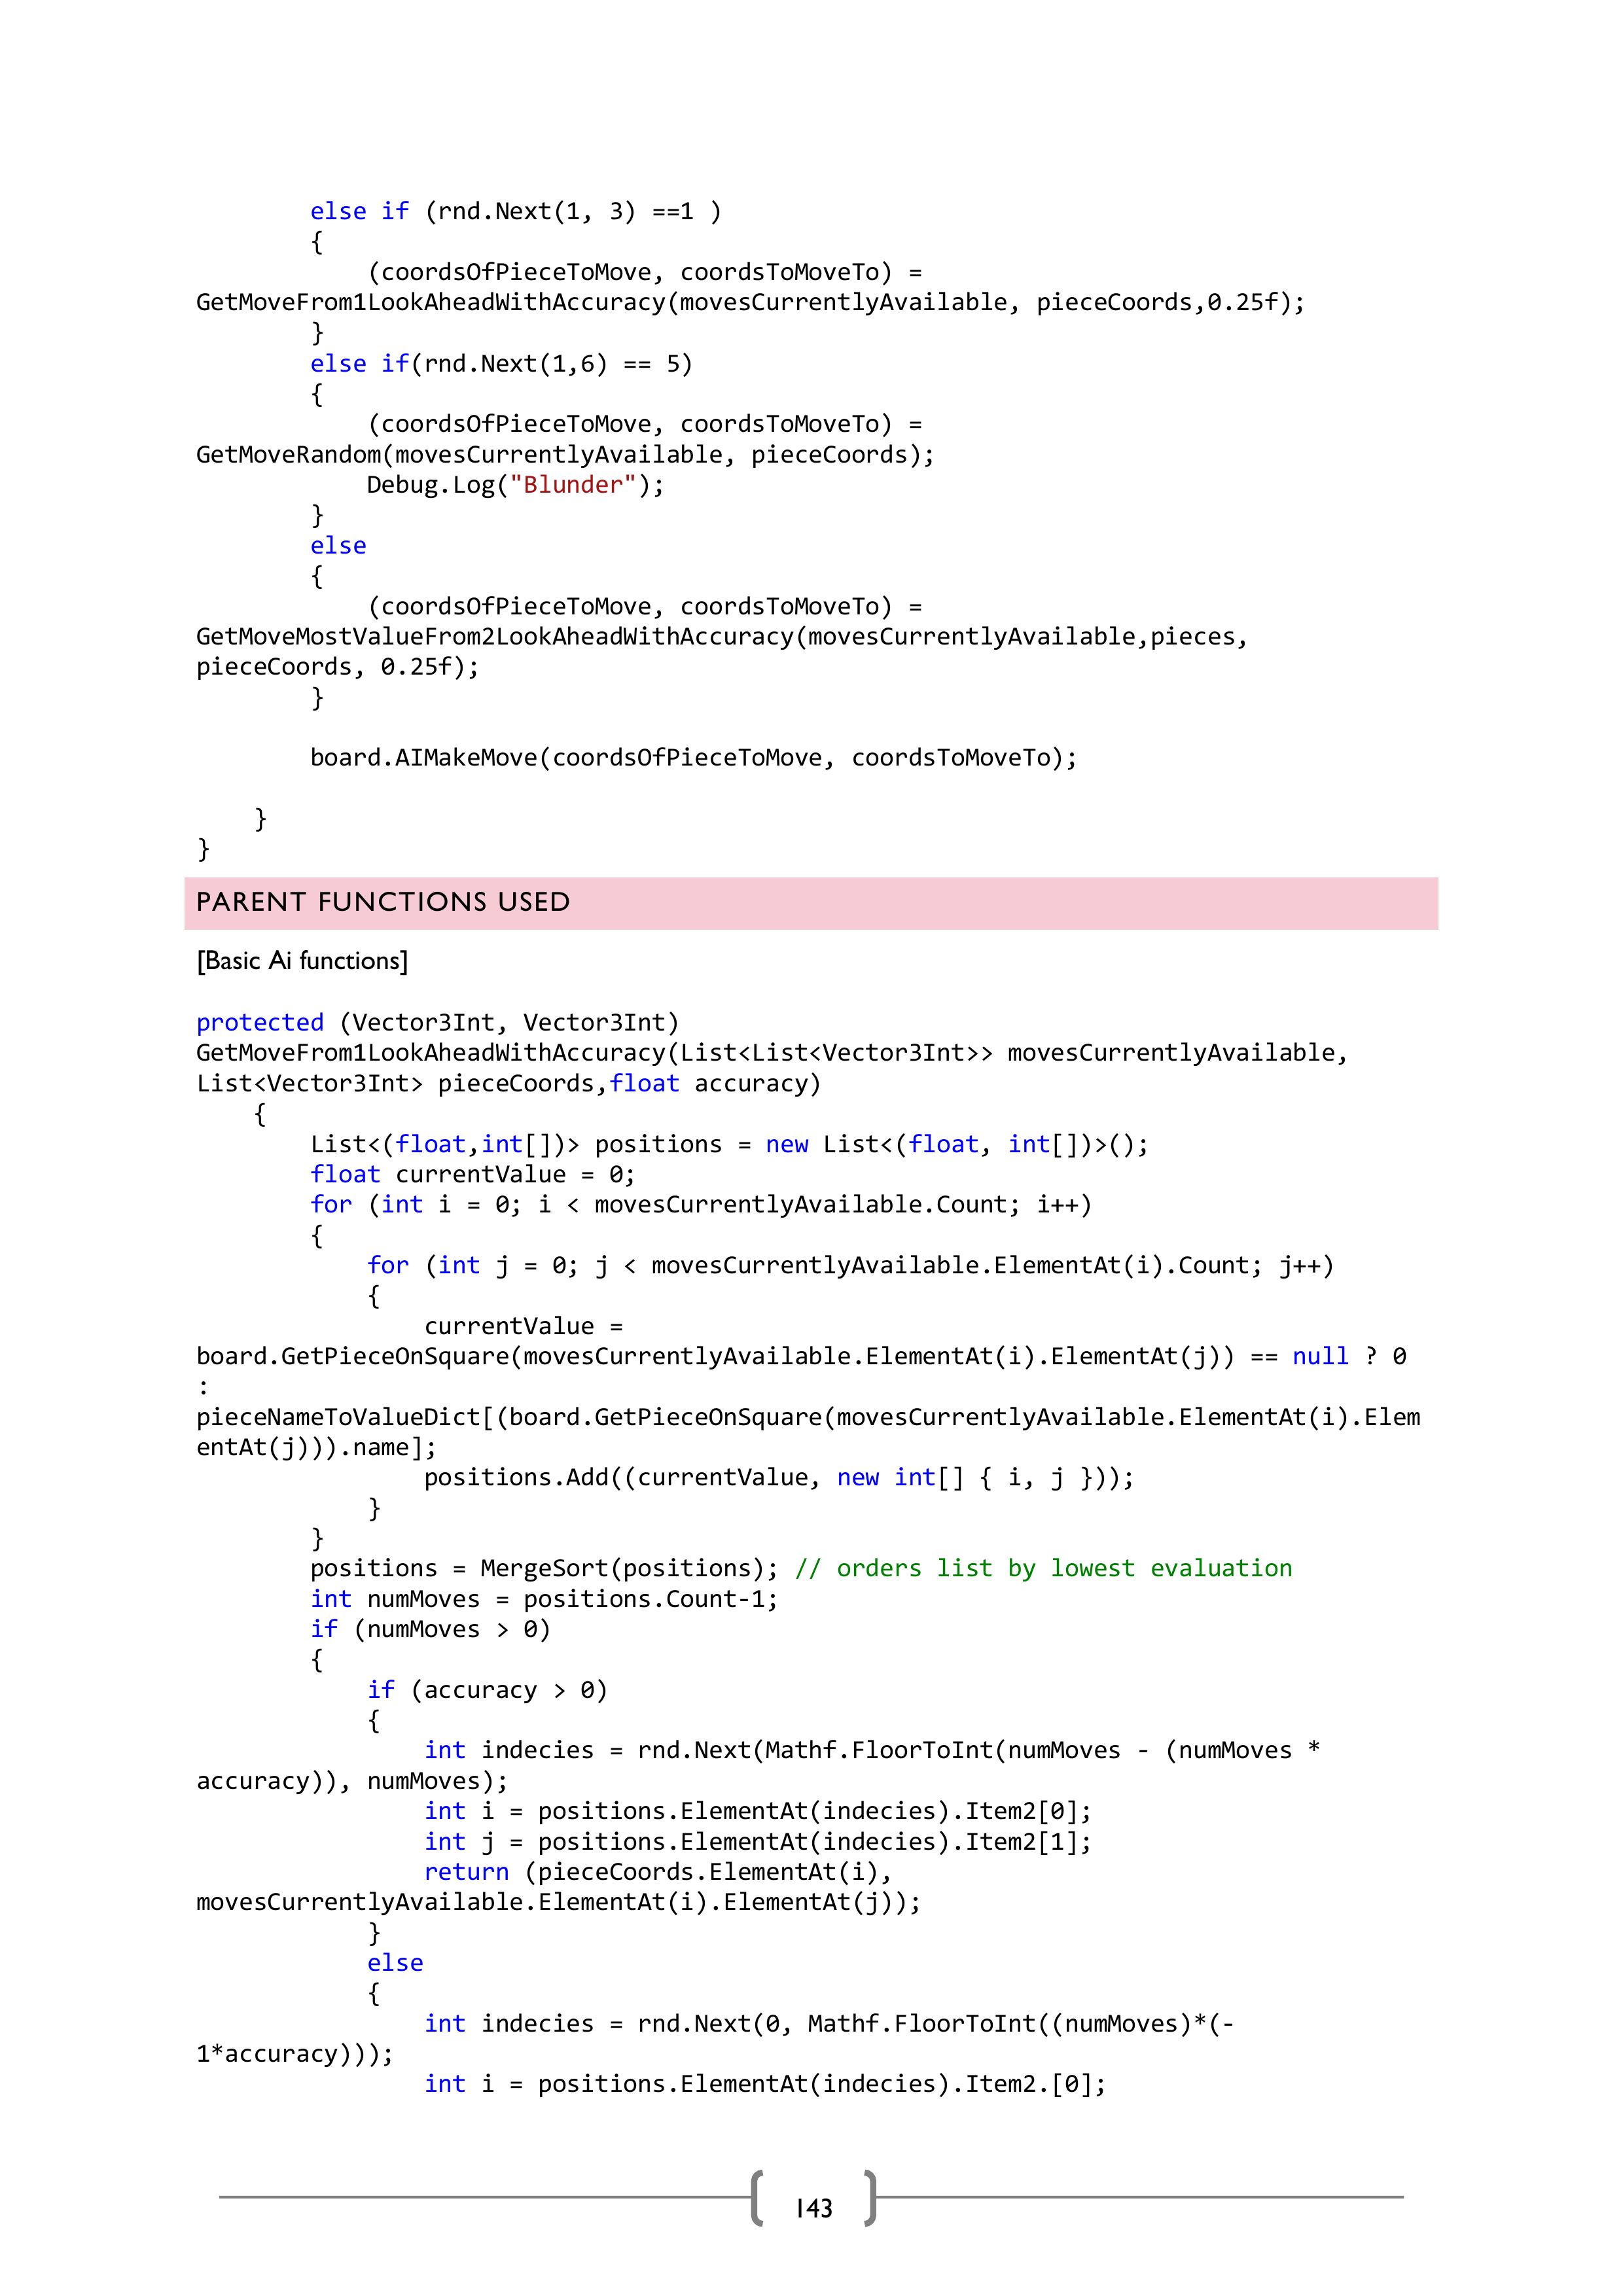 else if (rnd.Next(1, 3) ==1 )
{
(coordsOfPieceToMove, coordsToMoveTo) =
GetMoveFrom1LookAheadWithAccuracy(movesCurrentlyAvailable, pieceCoords,0.25f);
}
else if(rnd.Next(1,6) == 5)
{
(coordsOfPieceToMove, coordsToMoveTo) =
GetMoveRandom(movesCurrentlyAvailable, pieceCoords);
Debug.Log("Blunder");
}
else
{
(coordsOfPieceToMove, coordsToMoveTo) =
GetMoveMostValueFrom2LookAheadWithAccuracy(movesCurrentlyAvailable,pieces,
pieceCoords, 0.25f);
}
board.AIMakeMove(coordsOfPieceToMove, coordsToMoveTo);
}
}
PARENT FUNCTIONS USED
[Basic Ai functions]
protected (Vector3Int, Vector3Int)
GetMoveFrom1LookAheadWithAccuracy(List<List<Vector3Int>> movesCurrentlyAvailable,
List<Vector3Int> pieceCoords,float accuracy)
{
List<(float,int[])> positions = new List<(float, int[])>();
float currentValue = 0;
for (int i = 0; i < movesCurrentlyAvailable.Count; i++)
{
for (int j = 0; j < movesCurrentlyAvailable.ElementAt(i).Count; j++)
{
currentValue =
board.GetPieceOnSquare(movesCurrentlyAvailable.ElementAt(i).ElementAt(j)) == null ? 0
:
pieceNameToValueDict[(board.GetPieceOnSquare(movesCurrentlyAvailable.ElementAt(i).Elem
entAt(j))).name];
positions.Add((currentValue, new int[] { i, j }));
}
}
positions = MergeSort(positions); // orders list by lowest evaluation
int numMoves = positions.Count-1;
if (numMoves > 0)
{
if (accuracy > 0)
{
int indecies = rnd.Next(Mathf.FloorToInt(numMoves - (numMoves *
accuracy)), numMoves);
int i = positions.ElementAt(indecies).Item2[0];
int j = positions.ElementAt(indecies).Item2[1];
return (pieceCoords.ElementAt(i),
movesCurrentlyAvailable.ElementAt(i).ElementAt(j));
}
else
{
int indecies = rnd.Next(0, Mathf.FloorToInt((numMoves)*(-
1*accuracy)));
int i = positions.ElementAt(indecies).Item2.[0];
143